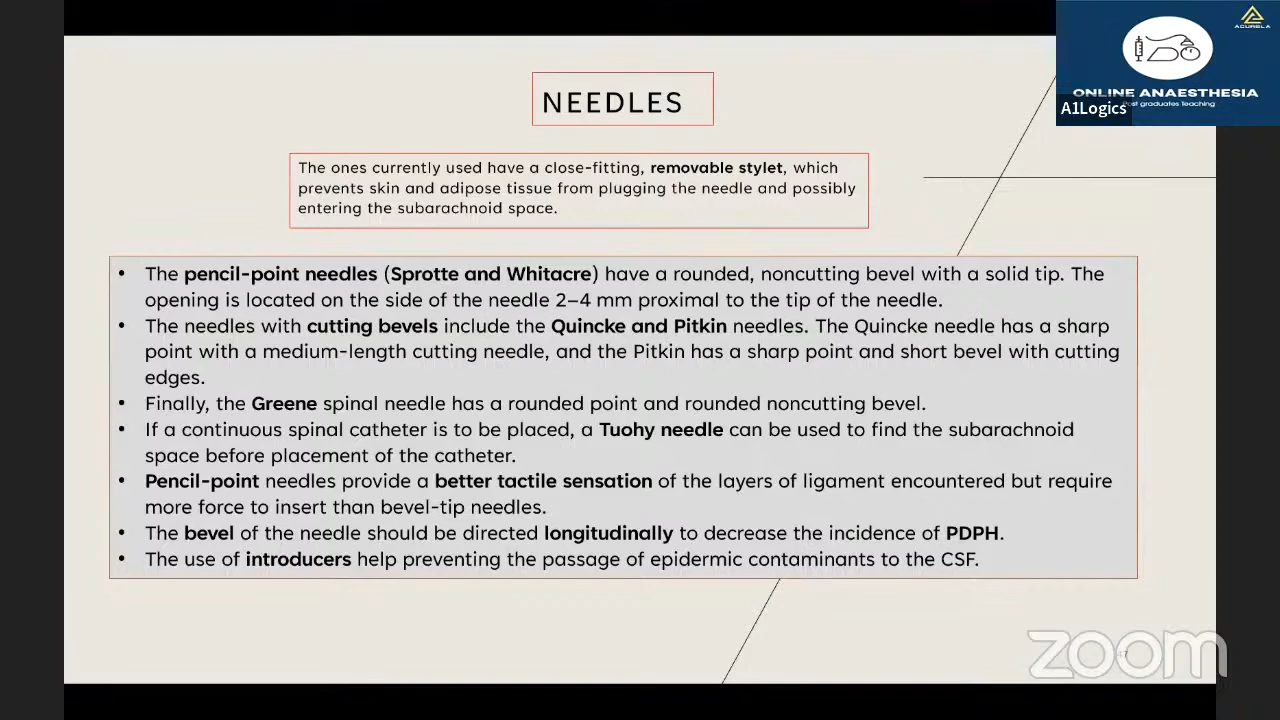 ACURELA
ONLINE ANAESTHESIA
Post graduates Teaching
A1Logics
NEEDLES
The ones currently used have a close-fitting, removable stylet, which
prevents skin and adipose tissue from plugging the needle and possibly
entering the subarachnoid space.
• The pencil-point needles (Sprotte and Whitacre) have a rounded, noncutting bevel with a solid tip. The
opening is located on the side of the needle 2–4 mm proximal to the tip of the needle.
• The needles with cutting bevels include the Quincke and Pitkin needles. The Quincke needle has a sharp
point with a medium-length cutting needle, and the Pitkin has a sharp point and short bevel with cutting
edges.
• Finally, the Greene spinal needle has a rounded point and rounded noncutting bevel.
• If a continuous spinal catheter is to be placed, a Tuohy needle can be used to find the subarachnoid
space before placement of the catheter.
• Pencil-point needles provide a better tactile sensation of the layers of ligament encountered but require
more force to insert than bevel-tip needles.
• The bevel of the needle should be directed longitudinally to decrease the incidence of PDPH.
• The use of introducers help preventing the passage of epidermic contaminants to the CSF.
zoom